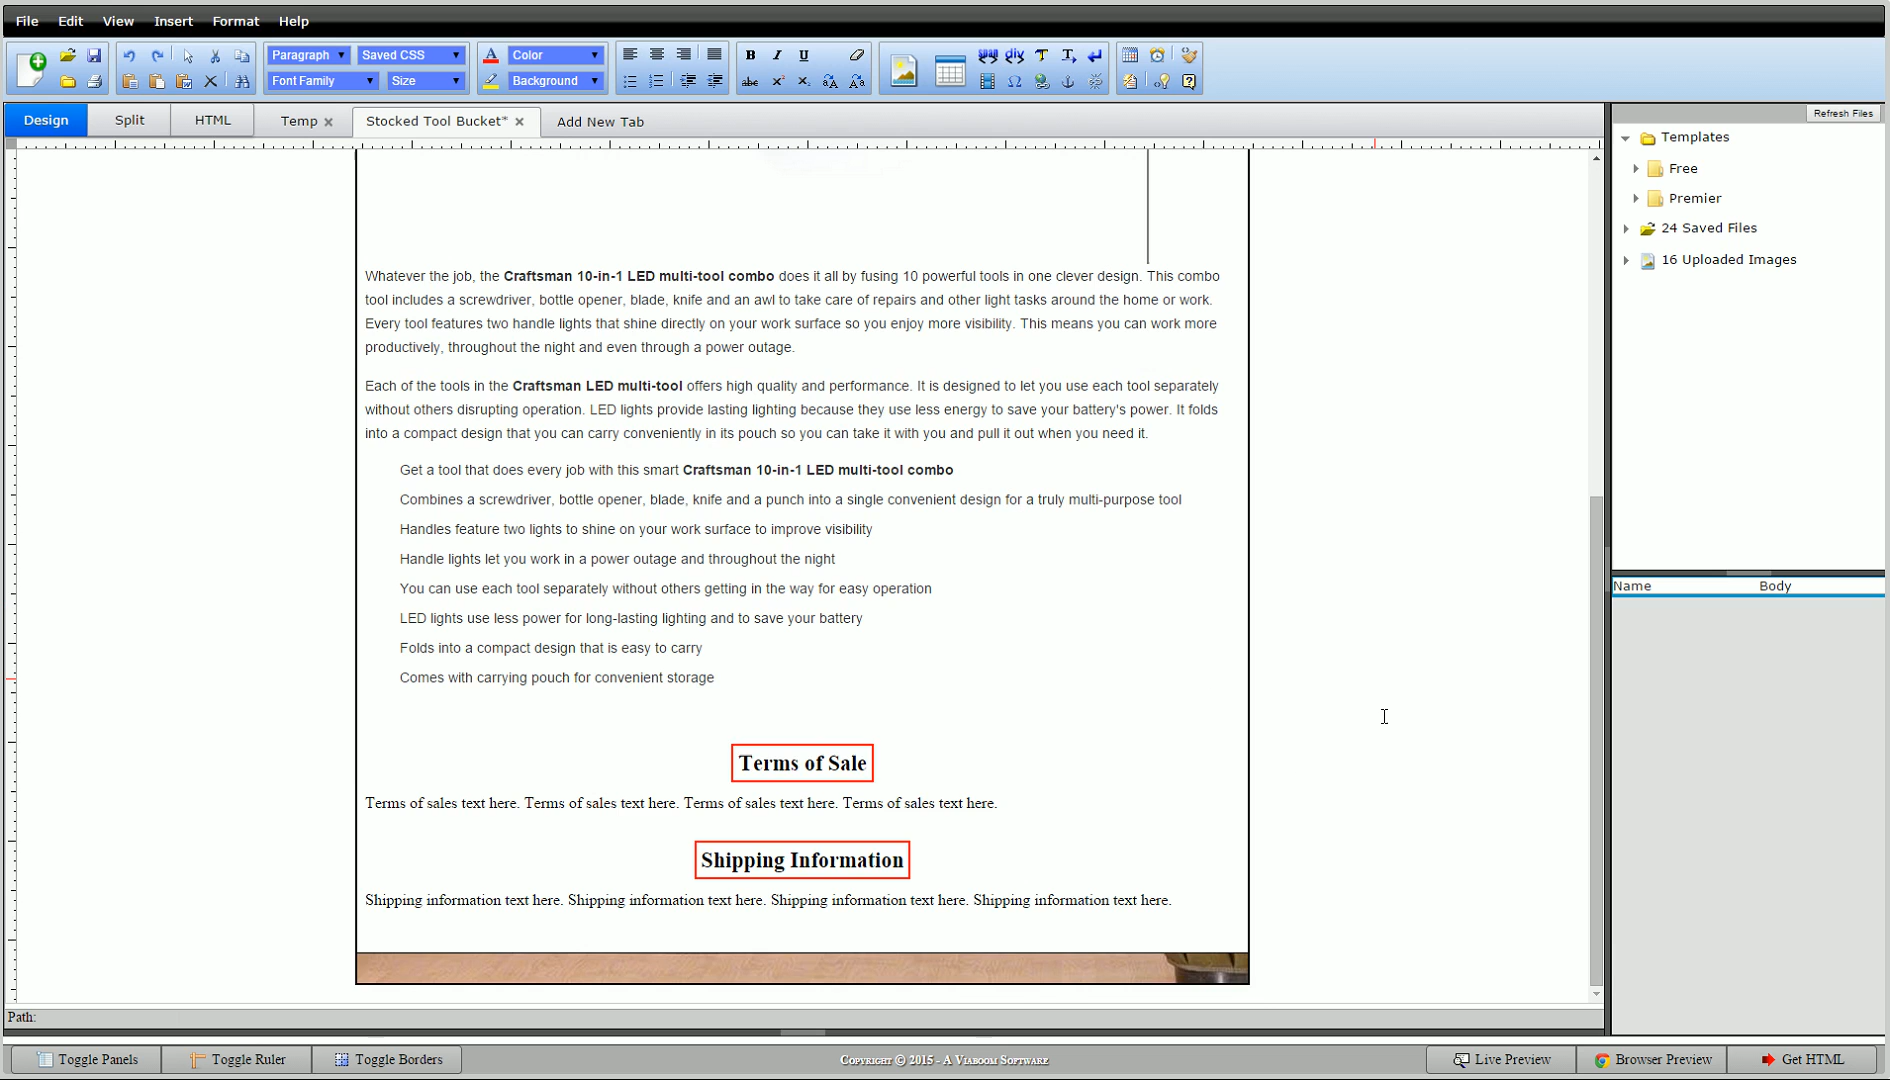 File Edit View Insert Format Help
Paragraph Saved CSS Color
Font Family Size Background
Refresh Files
Design Split HTML Temp Stocked Tool Bucket* Add New Tab
Templates
Free
Premier
24 Saved Files
16 Uploaded Images
Name Body
Whatever the job, the Craftsman 10-in-1 LED multi-tool combo does it all by fusing 10 powerful tools in one clever design. This combo
tool includes a screwdriver, bottle opener, blade, knife and an awl to take care of repairs and other light tasks around the home or work.
Every tool features two handle lights that shine directly on your work surface so you enjoy more visibility. This means you can work more
productively, throughout the night and even through a power outage.
Each of the tools in the Craftsman LED multi-tool offers high quality and performance. It is designed to let you use each tool separately
without others disrupting operation. LED lights provide lasting lighting because they use less energy to save your battery's power. It folds
into a compact design that you can carry conveniently in its pouch so you can take it with you and pull it out when you need it.
Get a tool that does every job with this smart Craftsman 10-in-1 LED multi-tool combo
Combines a screwdriver, bottle opener, blade, knife and a punch into a single convenient design for a truly multi-purpose tool
Handles feature two lights to shine on your work surface to improve visibility
Handle lights let you work in a power outage and throughout the night
You can use each tool separately without others getting in the way for easy operation
LED lights use less power for long-lasting lighting and to save your battery
Folds into a compact design that is easy to carry
Comes with carrying pouch for convenient storage
Terms of Sale
Terms of sales text here. Terms of sales text here. Terms of sales text here. Terms of sales text here.
Shipping Information
Shipping information text here. Shipping information text here. Shipping information text here. Shipping information text here.
Path:
Toggle Panels Toggle Ruler Toggle Borders Copyright © 2015 - A Viaboom Software Live Preview Browser Preview Get HTML